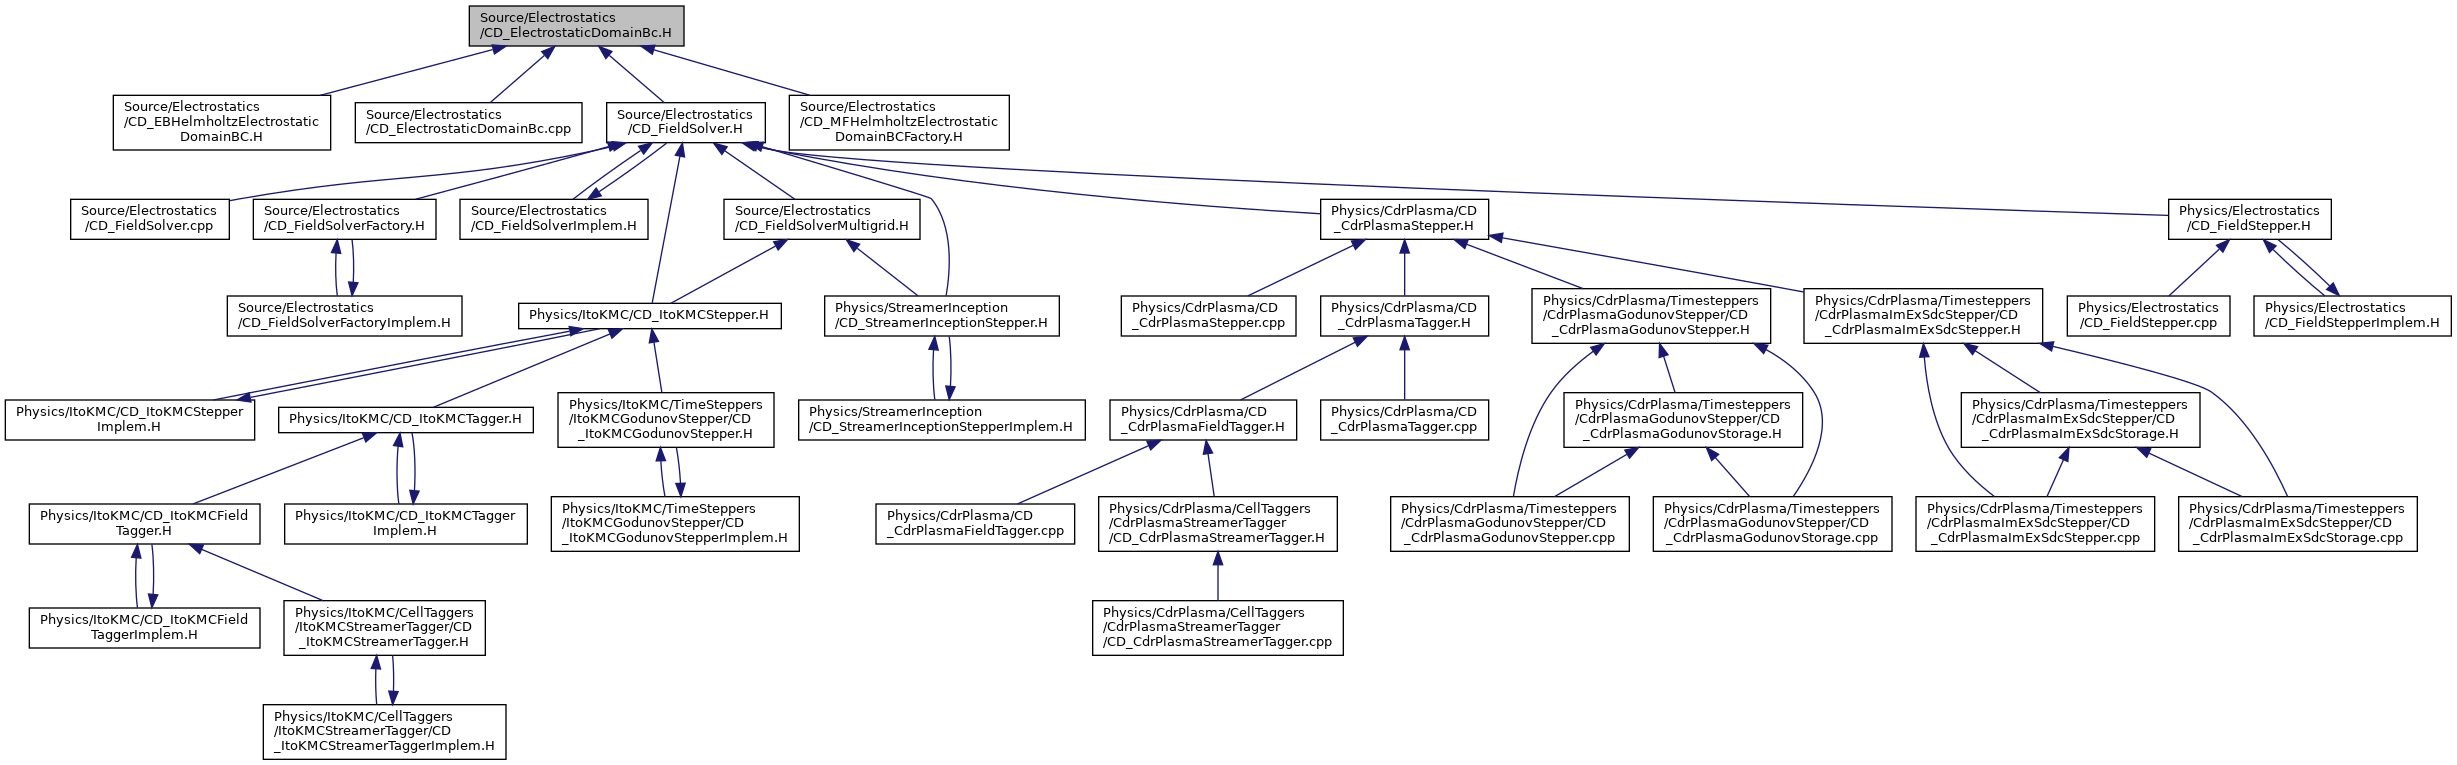 Source/Electrostatics
/CD_ElectrostaticDomainBc.H
Source/Electrostatics
/CD_EBHelmholtzElectrostatic
DomainBC.H
Source/Electrostatics
/CD_ElectrostaticDomainBc.cpp
Source/Electrostatics
/CD_FieldSolver.H
Source/Electrostatics
/CD_MFHelmholtzElectrostatic
DomainBCFactory.H
Source/Electrostatics
/CD_FieldSolver.cpp
Source/Electrostatics
/CD_FieldSolverFactory.H
Source/Electrostatics
/CD_FieldSolverImplem.H
Source/Electrostatics
/CD_FieldSolverMultigrid.H
Physics/CdrPlasma/CD
_CdrPlasmaStepper.H
Physics/Electrostatics
/CD_FieldStepper.H
Source/Electrostatics
/CD_FieldSolverFactoryImplem.H
Physics/ItoKMC/CD_ItoKMCStepper.H
Physics/StreamerInception
/CD_StreamerInceptionStepper.H
Physics/CdrPlasma/CD
_CdrPlasmaStepper.cpp
Physics/CdrPlasma/CD
_CdrPlasmaTagger.H
Physics/CdrPlasma/Timesteppers
/CdrPlasmaGodunovStepper/CD
_CdrPlasmaGodunovStepper.H
Physics/CdrPlasma/Timesteppers
/CdrPlasmaImExSdcStepper/CD
_CdrPlasmaImExSdcStepper.H
Physics/Electrostatics
/CD_FieldStepper.cpp
Physics/Electrostatics
/CD_FieldStepperImplem.H
Physics/ItoKMC/CD_ItoKMCStepper
Implem.H
Physics/ItoKMC/CD_ItoKMCTagger.H
Physics/ItoKMC/TimeSteppers
/ItoKMCGodunovStepper/CD
_ItoKMCGodunovStepper.H
Physics/StreamerInception
/CD_StreamerInceptionStepperImplem.H
Physics/CdrPlasma/CD
_CdrPlasmaFieldTagger.H
Physics/CdrPlasma/CD
_CdrPlasmaTagger.cpp
Physics/CdrPlasma/Timesteppers
/CdrPlasmaGodunovStepper/CD
_CdrPlasmaGodunovStorage.H
Physics/CdrPlasma/Timesteppers
/CdrPlasmaImExSdcStepper/CD
_CdrPlasmaImExSdcStorage.H
Physics/ItoKMC/CD_ItoKMCField
Tagger.H
Physics/ItoKMC/CD_ItoKMCTagger
Implem.H
Physics/ItoKMC/TimeSteppers
/ItoKMCGodunovStepper/CD
_ItoKMCGodunovStepperImplem.H
Physics/CdrPlasma/CD
_CdrPlasmaFieldTagger.cpp
Physics/CdrPlasma/CellTaggers
/CdrPlasmaStreamerTagger
/CD_CdrPlasmaStreamerTagger.H
Physics/CdrPlasma/Timesteppers
/CdrPlasmaGodunovStepper/CD
_CdrPlasmaGodunovStepper.cpp
Physics/CdrPlasma/Timesteppers
/CdrPlasmaGodunovStepper/CD
_CdrPlasmaGodunovStorage.cpp
Physics/CdrPlasma/Timesteppers
/CdrPlasmaImExSdcStepper/CD
_CdrPlasmaImExSdcStepper.cpp
Physics/CdrPlasma/Timesteppers
/CdrPlasmaImExSdcStepper/CD
_CdrPlasmaImExSdcStorage.cpp
Physics/ItoKMC/CD_ItoKMCField
TaggerImplem.H
Physics/ItoKMC/CellTaggers
/ItoKMCStreamerTagger/CD
_ItoKMCStreamerTagger.H
Physics/CdrPlasma/CellTaggers
/CdrPlasmaStreamerTagger
/CD_CdrPlasmaStreamerTagger.cpp
Physics/ItoKMC/CellTaggers
/ItoKMCStreamerTagger/CD
_ItoKMCStreamerTaggerImplem.H